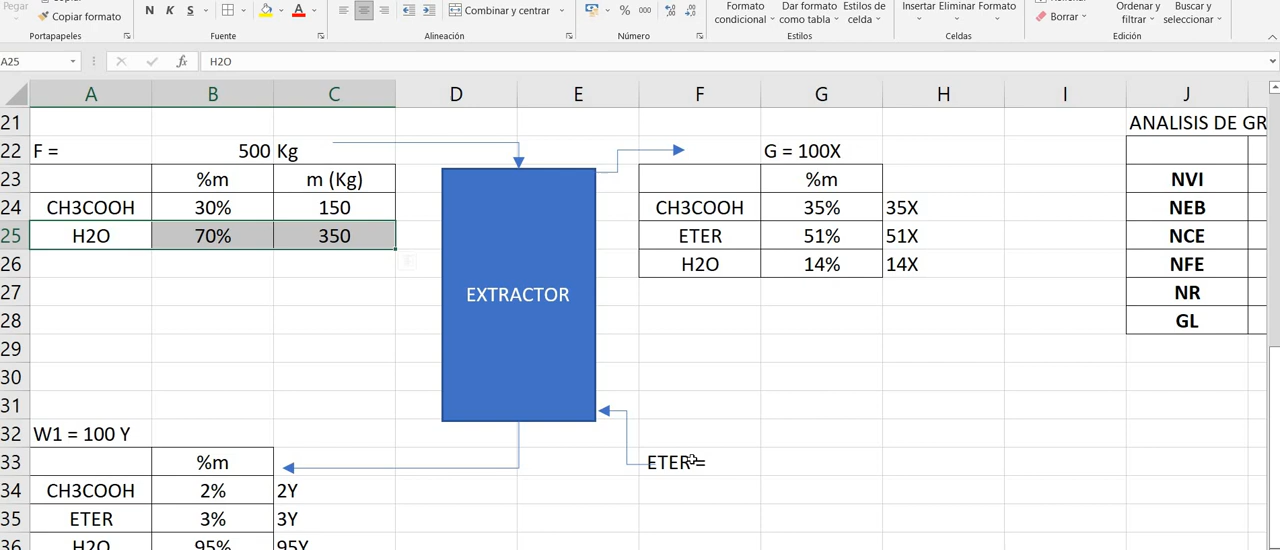 Pegar
Copiar formato
N K S A
Combinar y centrar
% 000
Formato condicional
Dar formato como tabla
Estilos de celda
Insertar Eliminar Formato
Borrar
Ordenar y filtrar
Buscar y seleccionar
Portapapeles Fuente Alineación Número Estilos Celdas Edición
A25 fx H2O
A B C D E F G H I J
21 ANALISIS DE GR
22 F = 500 Kg G = 100X
23 %m m (Kg) %m NVI
24 CH3COOH 30% 150 CH3COOH 35% 35X NEB
25 H2O 70% 350 ETER 51% 51X NCE
26 H2O 14% 14X NFE
27 EXTRACTOR NR
28 GL
29
30
31
32 W1 = 100 Y
33 %m ETER =
34 CH3COOH 2% 2Y
35 ETER 3% 3Y
36 H2O 95% 95Y